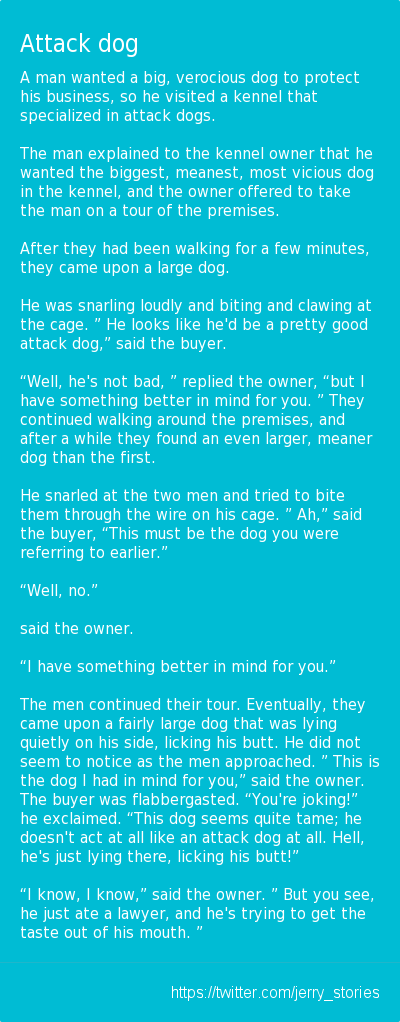 Attack dog
A man wanted a big, verocious dog to protect
his business, so he visited a kennel that
specialized in attack dogs.
The man explained to the kennel owner that he
wanted the biggest, meanest, most vicious dog
in the kennel, and the owner offered to take
the man on a tour of the premises.
After they had been walking for a few minutes,
they came upon a large dog.
He was snarling loudly and biting and clawing at
the cage. ” He looks like he'd be a pretty good
attack dog,” said the buyer.
“Well, he's not bad, ” replied the owner, “but I
have something better in mind for you. ” They
continued walking around the premises, and
after a while they found an even larger, meaner
dog than the first.
He snarled at the two men and tried to bite
them through the wire on his cage. ” Ah,” said
the buyer, “This must be the dog you were
referring to earlier.”
“Well, no.”
said the owner.
“I have something better in mind for you.”
The men continued their tour. Eventually, they
came upon a fairly large dog that was lying
quietly on his side, licking his butt. He did not
seem to notice as the men approached. ” This is
the dog I had in mind for you,” said the owner.
The buyer was flabbergasted. “You're joking!”
he exclaimed. “This dog seems quite tame; he
doesn't act at all like an attack dog at all. Hell,
he's just lying there, licking his butt!”
“I know, I know,” said the owner. ” But you see,
he just ate a lawyer, and he's trying to get the
taste out of his mouth. ”
https://twitter.com/jerry_stories